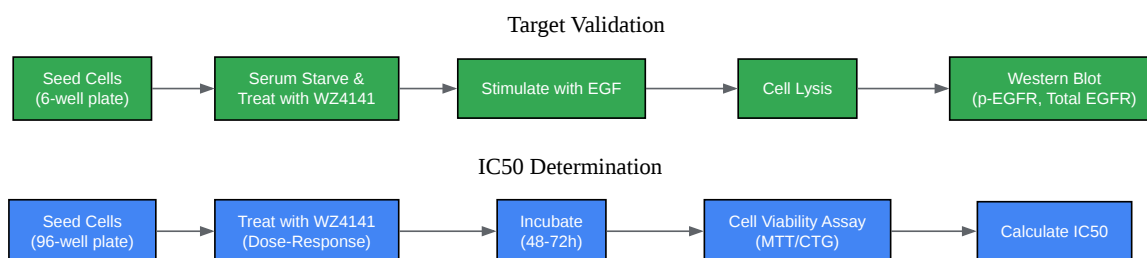 Target Validation
Seed Cells
(6-well plate)
Serum Starve &
Treat with WZ4141
Stimulate with EGF
Cell Lysis
Western Blot
(p-EGFR, Total EGFR)
IC50 Determination
Seed Cells
(96-well plate)
Treat with WZ4141
(Dose-Response)
Incubate
(48-72h)
Cell Viability Assay
(MTT/CTG)
Calculate IC50